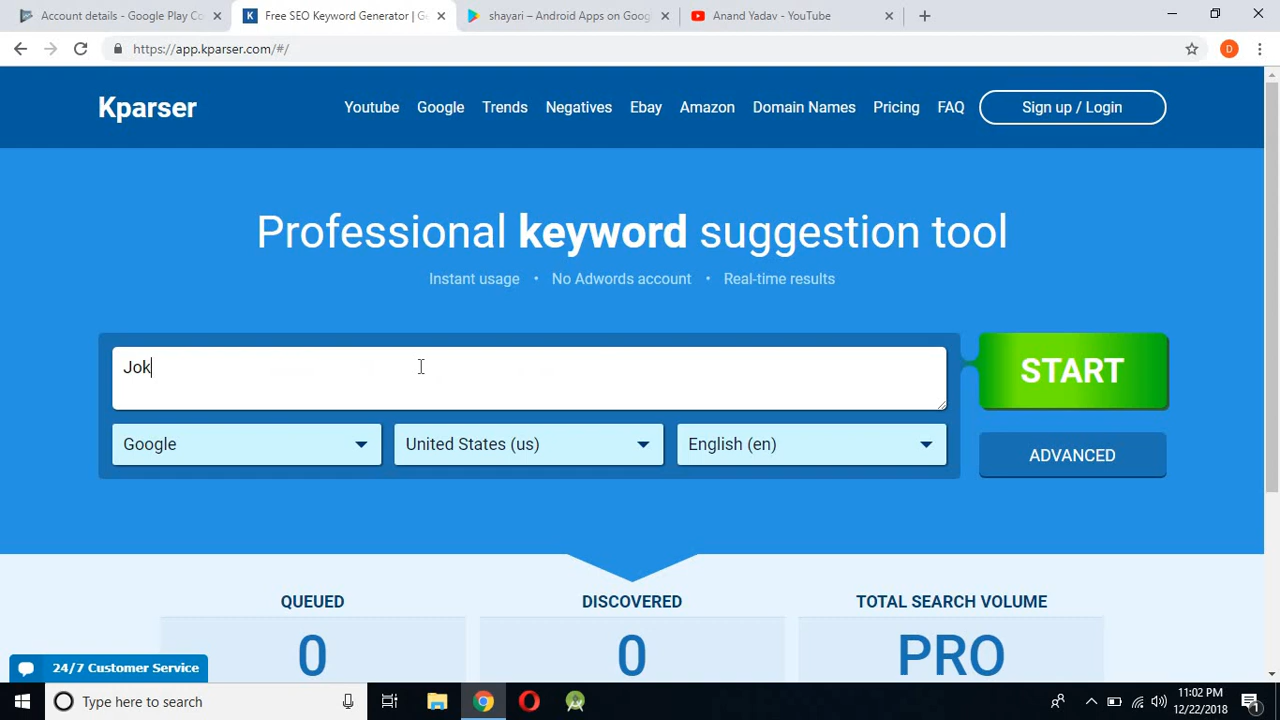 Account details - Google Play Co
Free SEO Keyword Generator | Ge
shayari – Android Apps on Goog
Anand Yadav - YouTube
https://app.kparser.com/#/
D
Kparser
Youtube Google Trends Negatives Ebay Amazon Domain Names Pricing FAQ Sign up / Login
Professional keyword suggestion tool
Instant usage • No Adwords account • Real-time results
Jok
START
Google United States (us) English (en)
ADVANCED
QUEUED DISCOVERED TOTAL SEARCH VOLUME
0 0 PRO
24/7 Customer Service
Type here to search
11:02 PM
12/22/2018
1